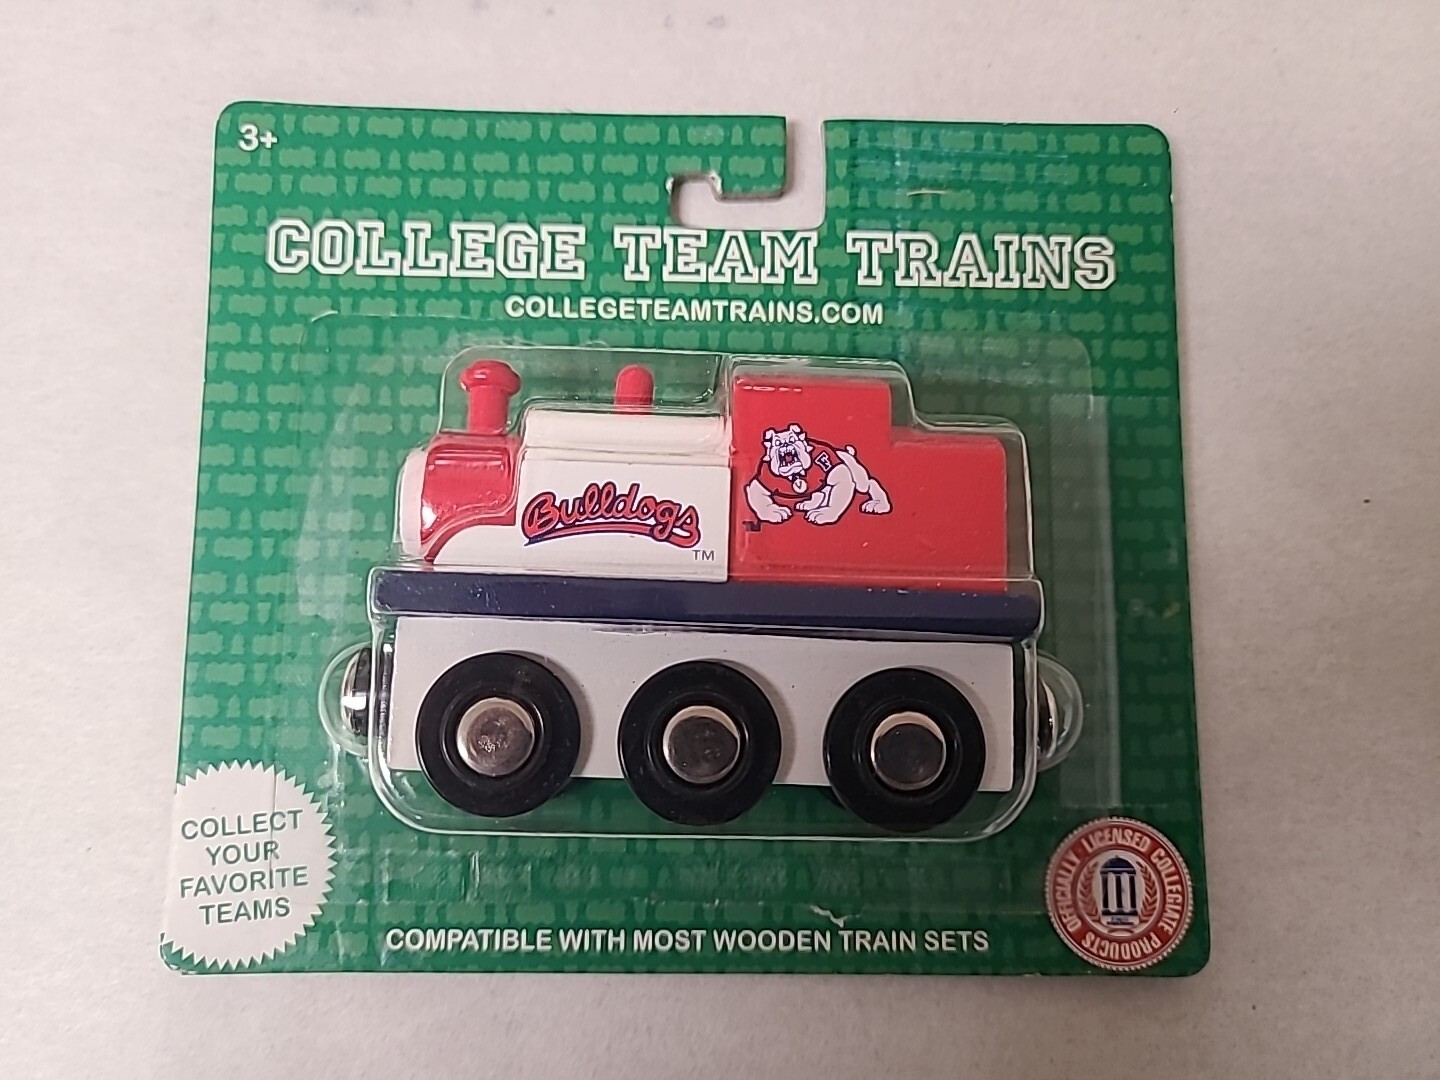 3+
COLLEGE TEAM TRAINS
COLLEGETEAMTRAINS.COM
Bulldogs
TM
F
V
COLLECT
YOUR
FAVORITE
TEAMS
COMPATIBLE WITH MOST WOODEN TRAIN SETS
OFFICIALLY LICENSED COLLEGIATE PRODUCTS